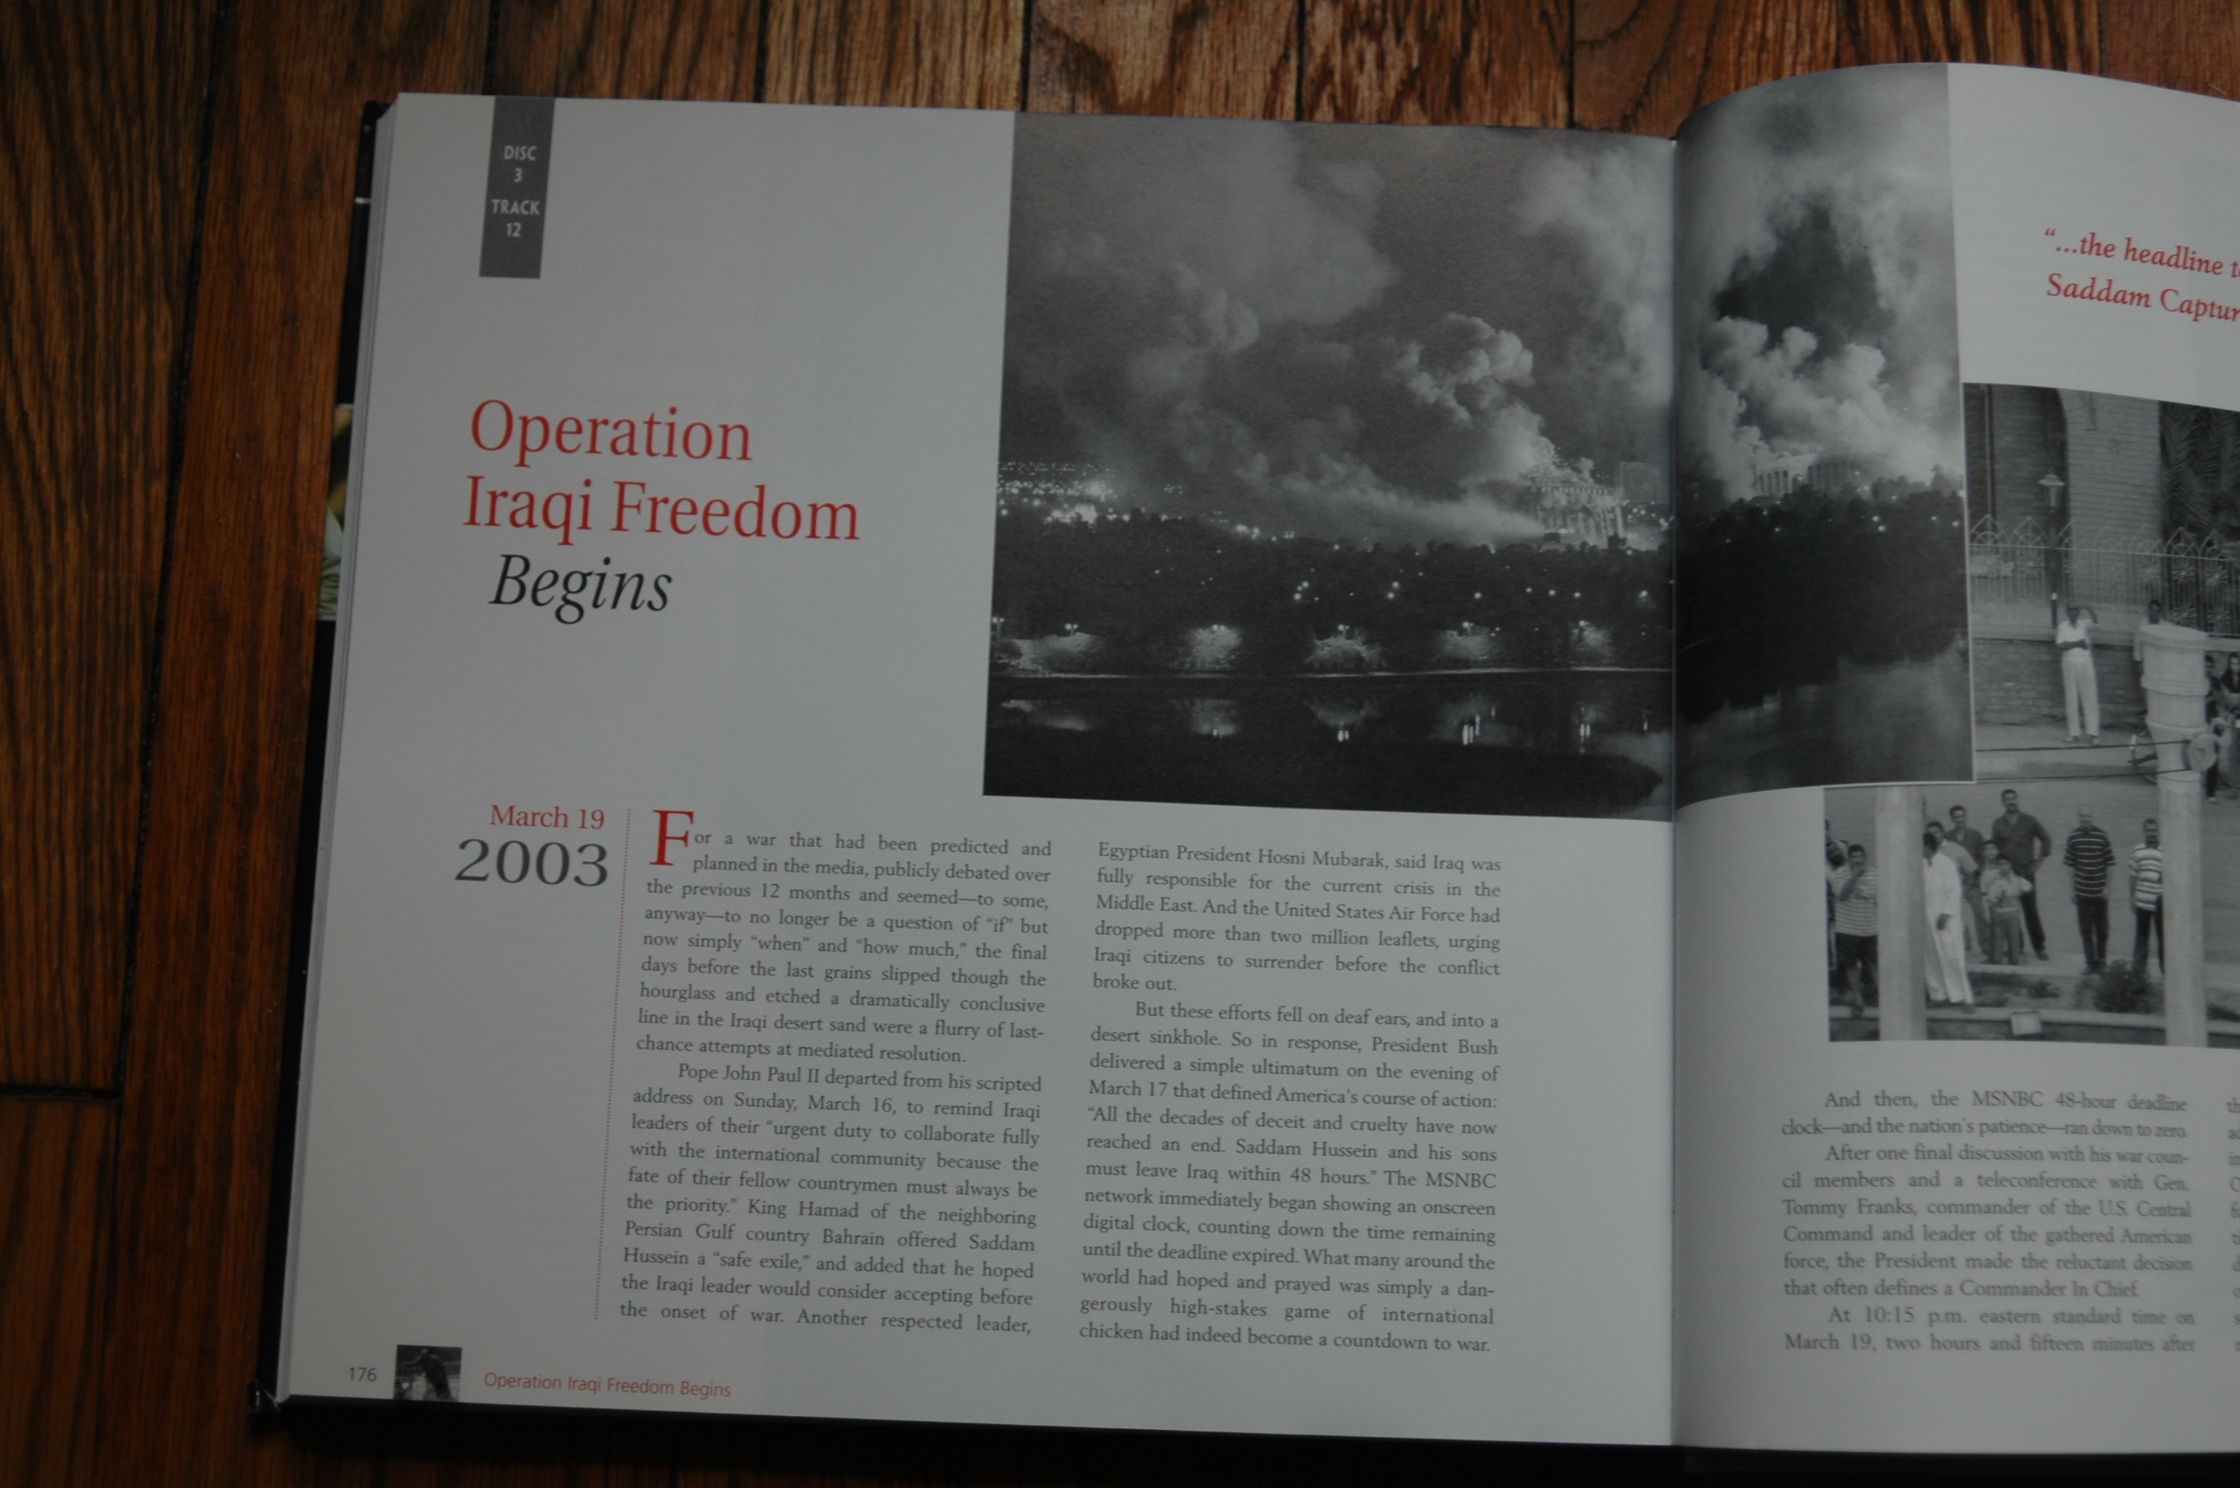 DISC
3
TRACK
12
Operation
Iraqi Freedom
Begins
March 19
2003
For a war that had been predicted and
planned in the media, publicly debated over
the previous 12 months and seemed—to some,
anyway—to no longer be a question of “if” but
now simply “when” and “how much,” the final
days before the last grains slipped though the
hourglass and etched a dramatically conclusive
line in the Iraqi desert sand were a flurry of last-
chance attempts at mediated resolution.
Pope John Paul II departed from his scripted
address on Sunday, March 16, to remind Iraqi
leaders of their “urgent duty to collaborate fully
with the international community because the
fate of their fellow countrymen must always be
the priority.” King Hamad of the neighboring
Persian Gulf country Bahrain offered Saddam
Hussein a “safe exile,” and added that he hoped
the Iraqi leader would consider accepting before
the onset of war. Another respected leader,
Egyptian President Hosni Mubarak, said Iraq was
fully responsible for the current crisis in the
Middle East. And the United States Air Force had
dropped more than two million leaflets, urging
Iraqi citizens to surrender before the conflict
broke out.
But these efforts fell on deaf ears, and into a
desert sinkhole. So in response, President Bush
delivered a simple ultimatum on the evening of
March 17 that defined America's course of action:
“All the decades of deceit and cruelty have now
reached an end. Saddam Hussein and his sons
must leave Iraq within 48 hours.” The MSNBC
network immediately began showing an onscreen
digital clock, counting down the time remaining
until the deadline expired. What many around the
world had hoped and prayed was simply a dan-
gerously high-stakes game of international
chicken had indeed become a countdown to war.
176
Operation Iraqi Freedom Begins
“...the headline
Saddam Captur
And then, the MSNBC 48-hour deadline
clock—and the nation's patience—ran down to zero.
After one final discussion with his war coun-
cil members and a teleconference with Gen.
Tommy Franks, commander of the U.S. Central
Command and leader of the gathered American
force, the President made the reluctant decision
that often defines a Commander In Chief.
At 10:15 p.m. eastern standard time on
March 19, two hours and fifteen minutes after